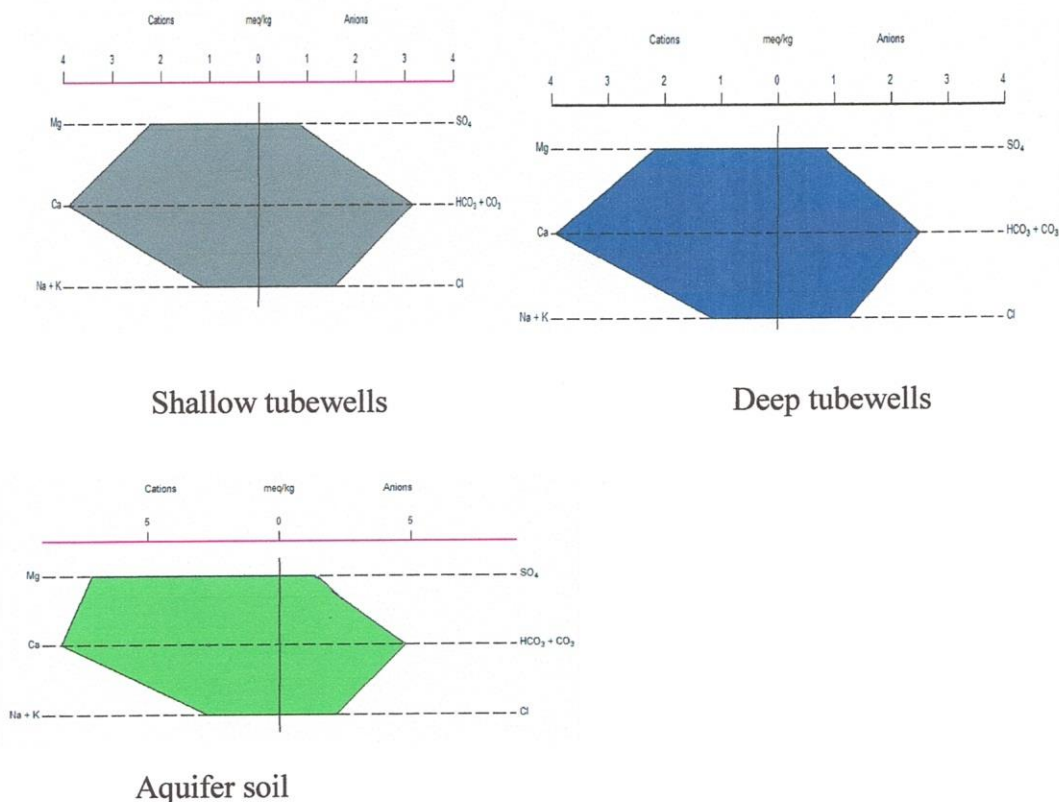 Cations meq/kg Anions
4 3 2 1 0 1 2 3 4
Mg SO₄
Ca HCO₃ + CO₃
Na + K Cl
Shallow tubewells
Cations meq/kg Anions
4 3 2 1 0 1 2 3 4
Mg SO₄
Ca HCO₃ + CO₃
Na + K Cl
Deep tubewells
Cations meq/kg Anions
5 0 5
Mg SO₄
Ca HCO₃ + CO₃
Na + K Cl
Aquifer soil